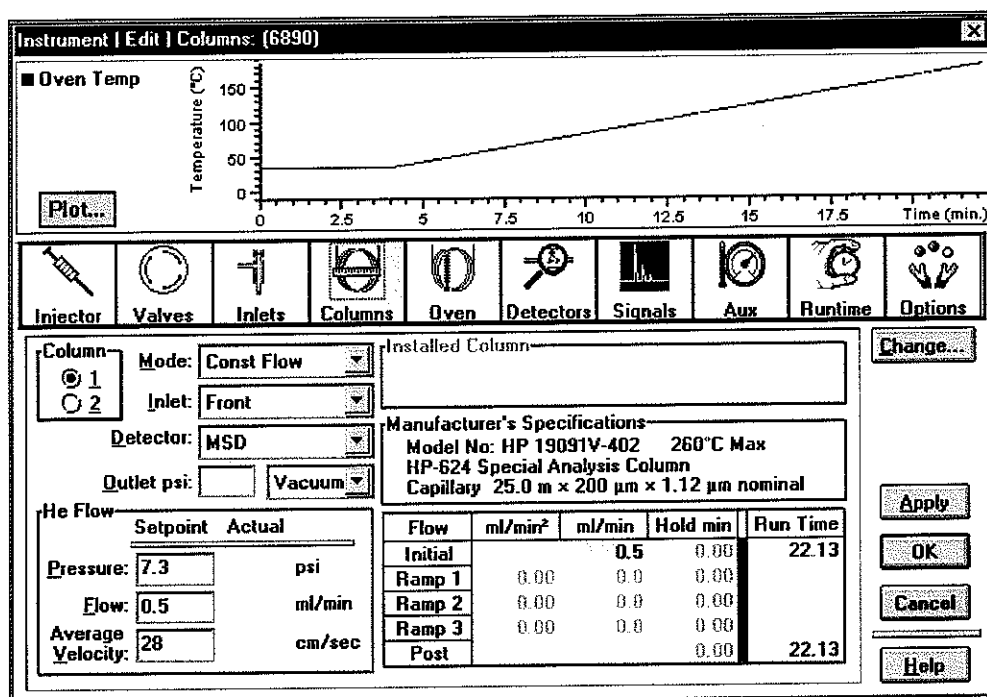 Instrument | Edit | Columns: (6890)
Oven Temp
Temperature (°C)
150
100
50
0
0 2.5 5 7.5 10 12.5 15 17.5 Time (min.)
Plot...
Injector Valves Inlets Columns Oven Detectors Signals Aux Runtime Options
Column
1
2
Mode: Const Flow
Inlet: Front
Detector: MSD
Outlet psi: Vacuum
Installed Column
Change...
Manufacturer's Specifications
Model No: HP 19091V-402 260°C Max
HP-624 Special Analysis Column
Capillary 25.0 m × 200 µm × 1.12 µm nominal
He Flow
Setpoint Actual
Pressure: 7.3 psi
Flow: 0.5 ml/min
Average
Velocity: 28 cm/sec
Flow ml/min² ml/min Hold min Run Time
Initial 0.5 0.00 22.13
Ramp 1 0.00 0.0 0.00
Ramp 2 0.00 0.0 0.00
Ramp 3 0.00 0.0 0.00
Post 0.00 22.13
Apply
OK
Cancel
Help